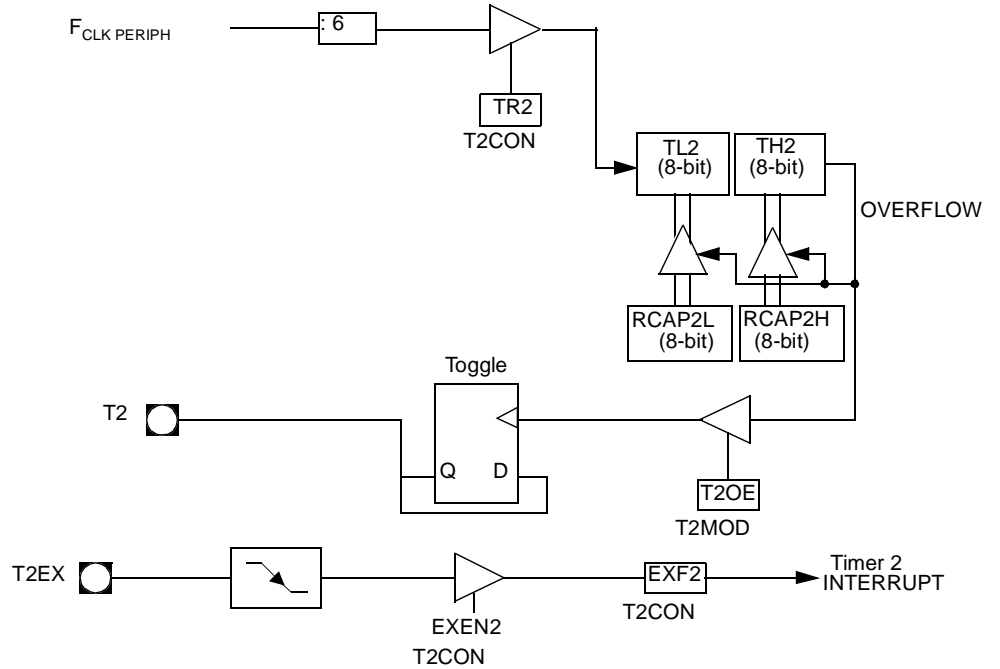 FCLK PERIPH
: 6
TR2
T2CON
TL2
(8-bit)
TH2
(8-bit)
OVERFLOW
RCAP2L
(8-bit)
RCAP2H
(8-bit)
Toggle
T2
Q D
T2OE
T2MOD
T2EX
EXEN2
T2CON
EXF2
T2CON
Timer 2
INTERRUPT